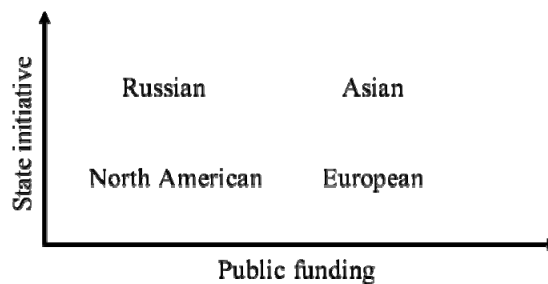 State initiative
Russian Asian
North American European
Public funding